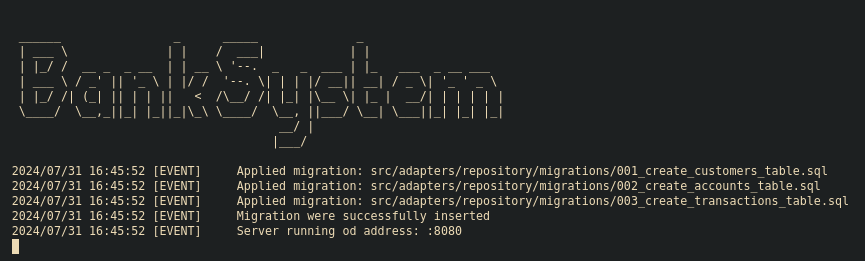 BankSystem
2024/07/31 16:45:52 [EVENT] Applied migration: src/adapters/repository/migrations/001_create_customers_table.sql
2024/07/31 16:45:52 [EVENT] Applied migration: src/adapters/repository/migrations/002_create_accounts_table.sql
2024/07/31 16:45:52 [EVENT] Applied migration: src/adapters/repository/migrations/003_create_transactions_table.sql
2024/07/31 16:45:52 [EVENT] Migration were successfully inserted
2024/07/31 16:45:52 [EVENT] Server running od address: :8080